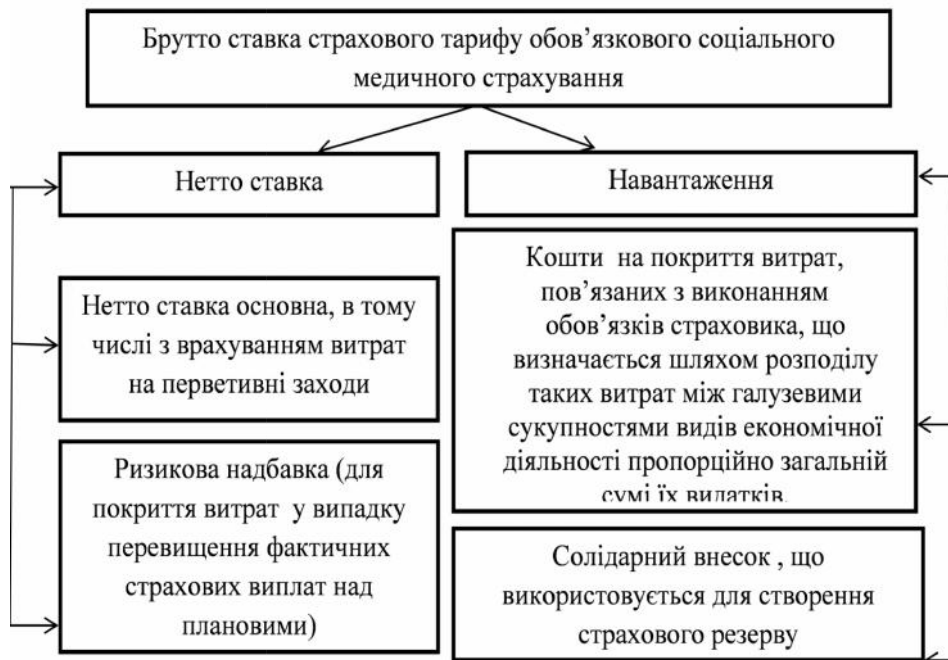 Брутто ставка страхового тарифу обов’язкового соціального
медичного страхування
Нетто ставка
Навантаження
Нетто ставка основна, в тому
числі з врахуванням витрат
на перветивні заходи
Ризикова надбавка (для
покриття витрат у випадку
перевищення фактичних
страхових виплат над
плановими)
Кошти на покриття витрат,
пов’язаних з виконанням
обов’язків страховика, що
визначається шляхом розподілу
таких витрат між галузевими
сукупностями видів економічної
діяльності пропорційно загальній
сумі їх видатків.
Солідарний внесок , що
використовується для створення
страхового резерву